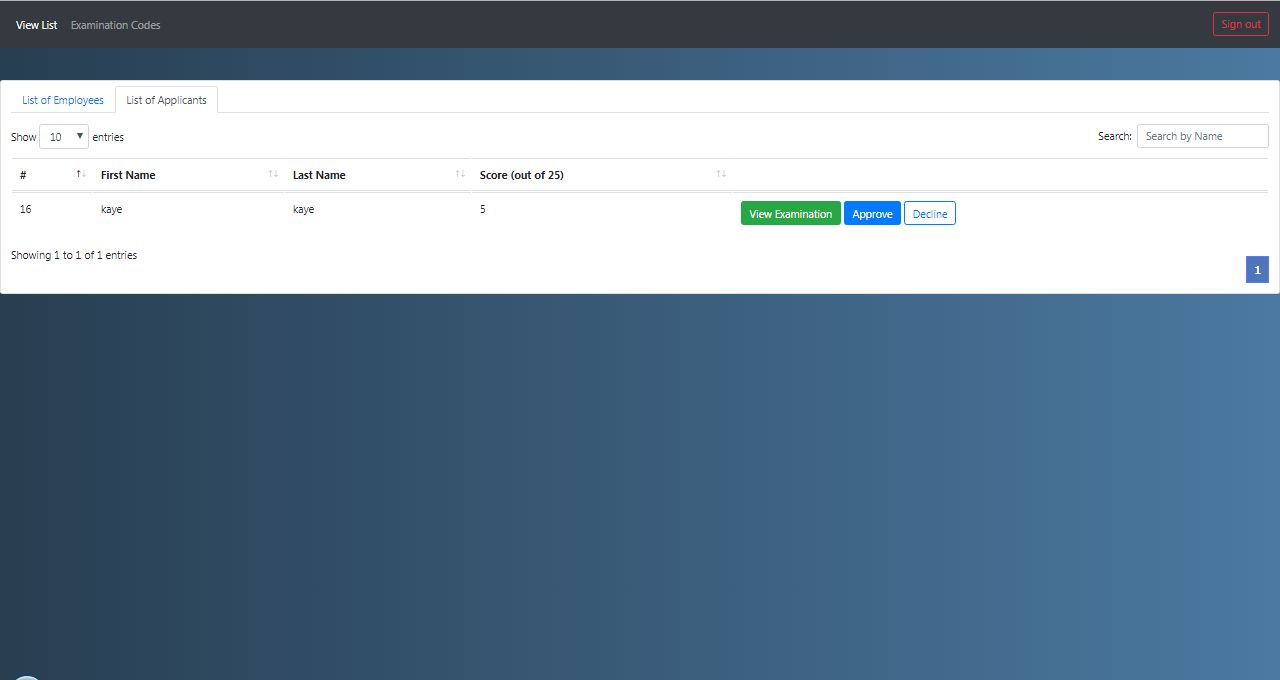 View List Examination Codes Sign out
List of Employees List of Applicants
Show 10 entries Search: Search by Name
# First Name Last Name Score (out of 25)
16 kaye kaye 5 View Examination Approve Decline
Showing 1 to 1 of 1 entries
1